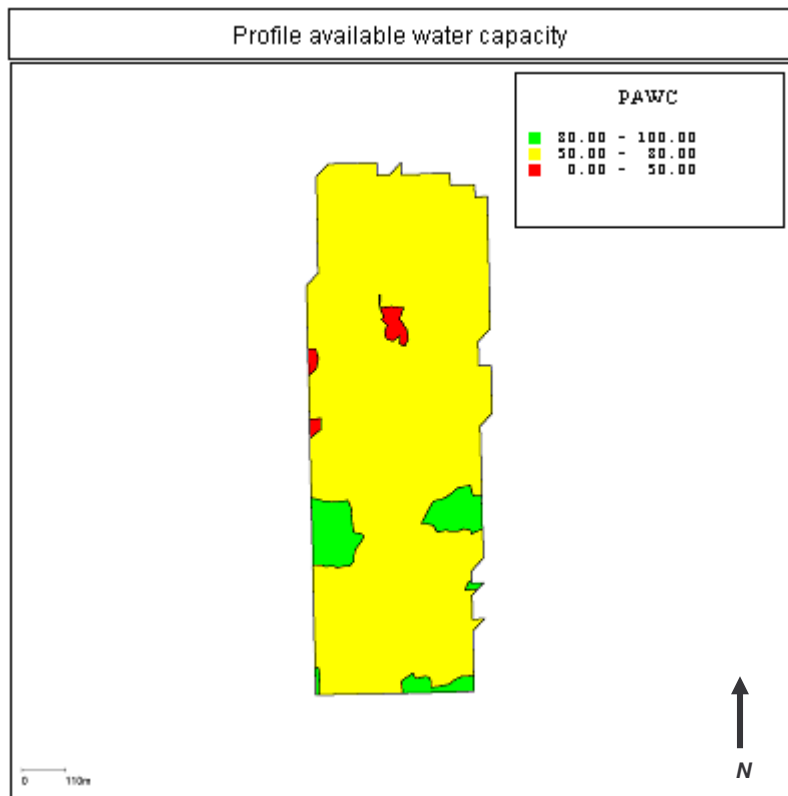 Profile available water capacity
PAWC
80.00 - 100.00
50.00 - 80.00
0.00 - 50.00
0 110m
N